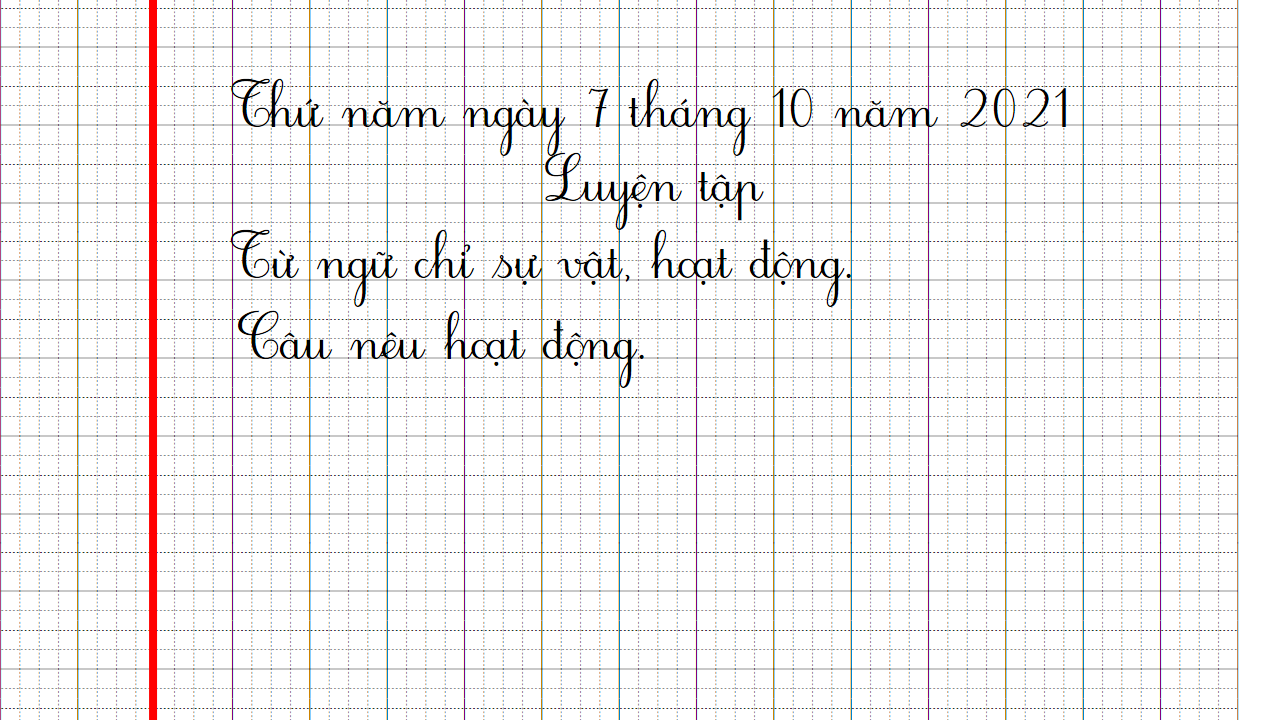 Thứ năm ngày 7 tháng 10 năm 2021
Luyện tập
Từ ngữ chỉ sự vật, hoạt động.
Câu nêu hoạt động.